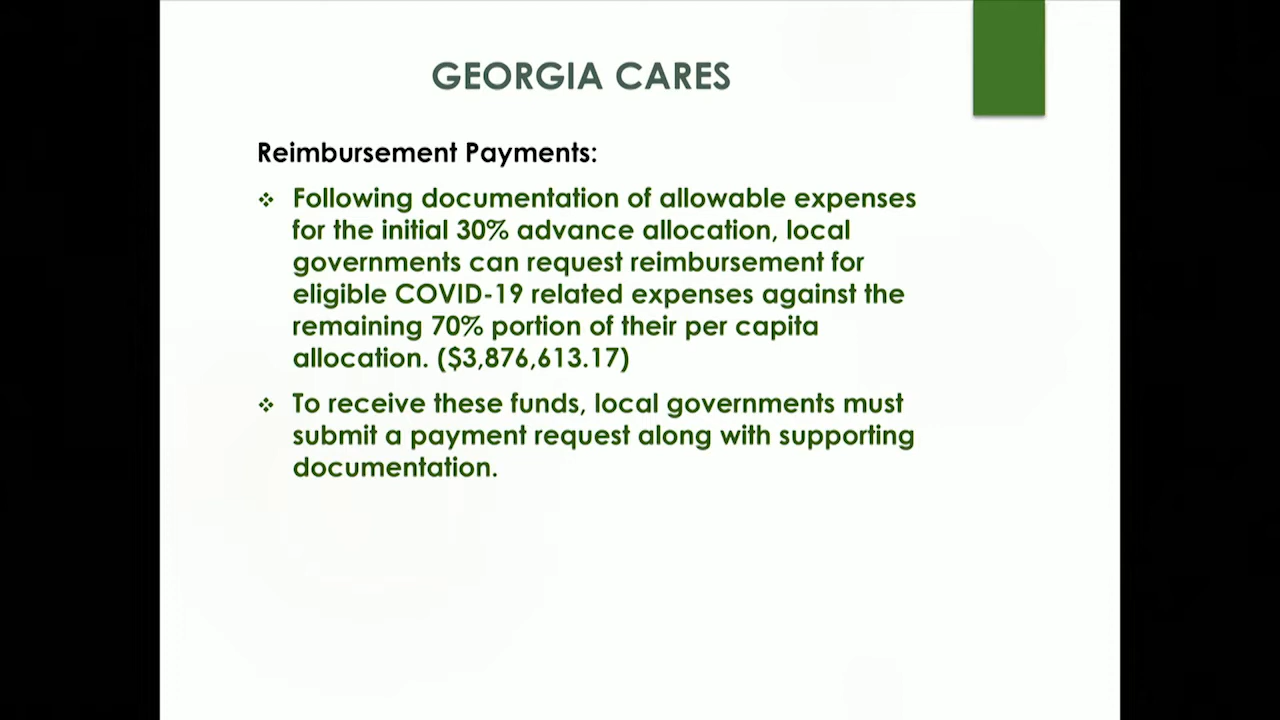 GEORGIA CARES
Reimbursement Payments:
❖ Following documentation of allowable expenses
for the initial 30% advance allocation, local
governments can request reimbursement for
eligible COVID-19 related expenses against the
remaining 70% portion of their per capita
allocation. ($3,876,613.17)
❖ To receive these funds, local governments must
submit a payment request along with supporting
documentation.